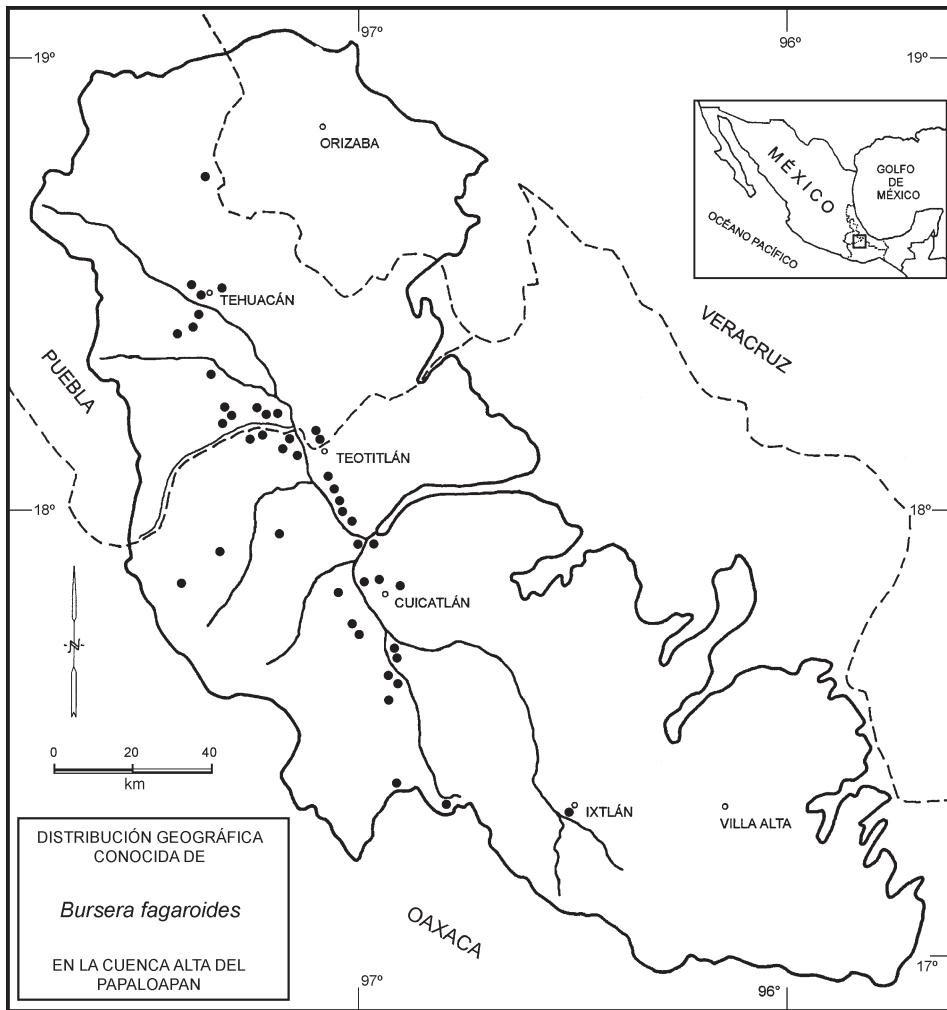 97º
96º
19º
19º
ORIZABA
MÉXICO
GOLFO
DE
MÉXICO
OCÉANO PACÍFICO
TEHUACÁN
VERACRUZ
PUEBLA
TEOTITLÁN
18º
18º
CUICATLÁN
N
0 20 40
km
IXTLÁN
VILLA ALTA
DISTRIBUCIÓN GEOGRÁFICA
CONOCIDA DE
Bursera fagaroides
EN LA CUENCA ALTA DEL
PAPALOAPAN
OAXACA
17º
97º
96º